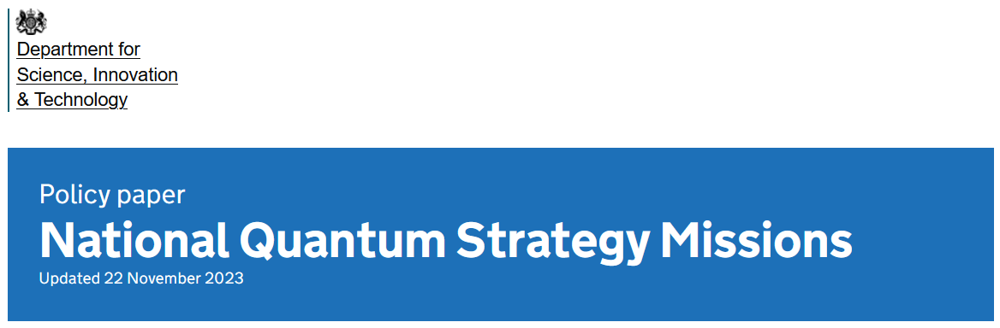 Department for
Science, Innovation
& Technology
Policy paper
National Quantum Strategy Missions
Updated 22 November 2023